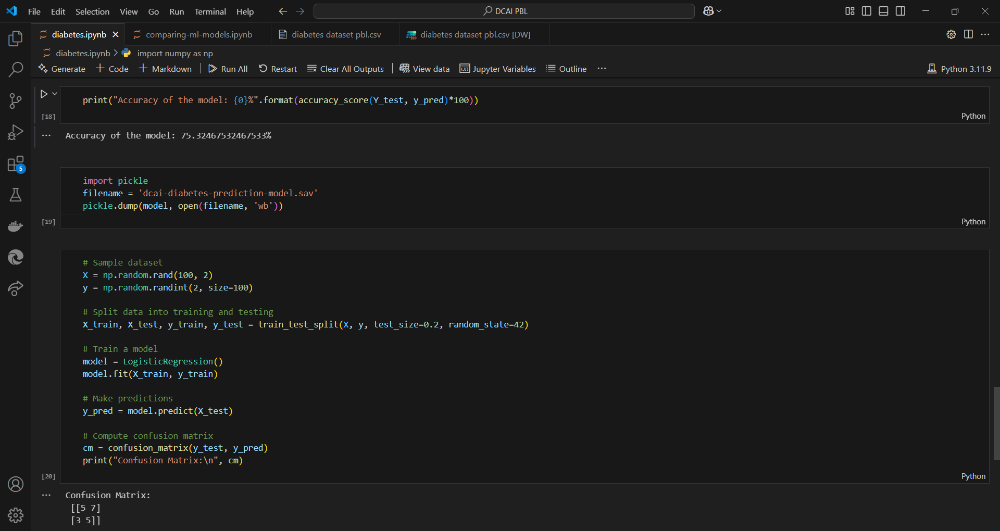 File Edit Selection View Go Run Terminal Help
DCAI PBL
diabetes.ipynb
comparing-ml-models.ipynb
diabetes dataset pbl.csv
diabetes dataset pbl.csv [DW]
diabetes.ipynb > import numpy as np
Generate + Code + Markdown | Run All Restart Clear All Outputs | View data Jupyter Variables Outline ...
Python 3.11.9
print("Accuracy of the model: {0}%".format(accuracy_score(Y_test, y_pred)*100))
[18]
Python
... Accuracy of the model: 75.32467532467533%
import pickle
filename = 'dcai-diabetes-prediction-model.sav'
pickle.dump(model, open(filename, 'wb'))
[19]
Python
5
# Sample dataset
X = np.random.rand(100, 2)
y = np.random.randint(2, size=100)
# Split data into training and testing
X_train, X_test, y_train, y_test = train_test_split(X, y, test_size=0.2, random_state=42)
# Train a model
model = LogisticRegression()
model.fit(X_train, y_train)
# Make predictions
y_pred = model.predict(X_test)
# Compute confusion matrix
cm = confusion_matrix(y_test, y_pred)
print("Confusion Matrix:\n", cm)
[20]
Python
... Confusion Matrix:
[[5 7]
[3 5]]